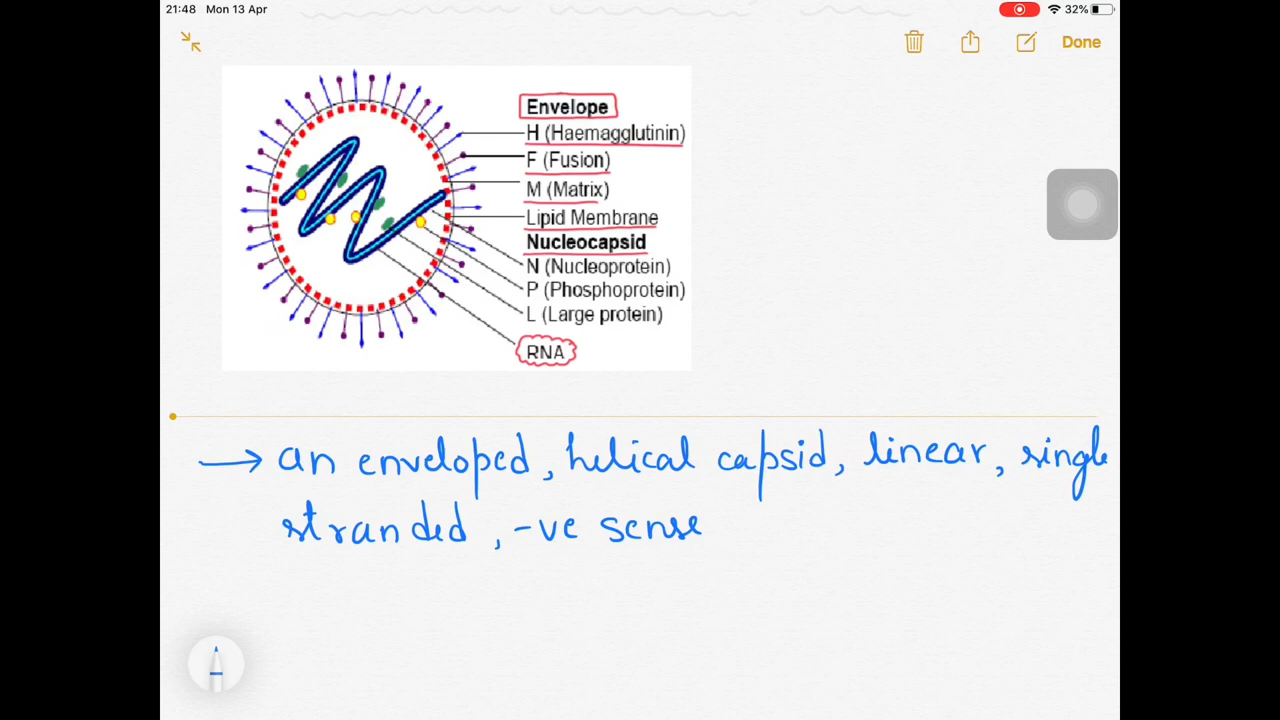 21:48 Mon 13 Apr
32%
Done
Envelope
H (Haemagglutinin)
F (Fusion)
M (Matrix)
Lipid Membrane
Nucleocapsid
N (Nucleoprotein)
P (Phosphoprotein)
L (Large protein)
RNA
→ an enveloped, helical capsid, linear, single
stranded, -ve sense